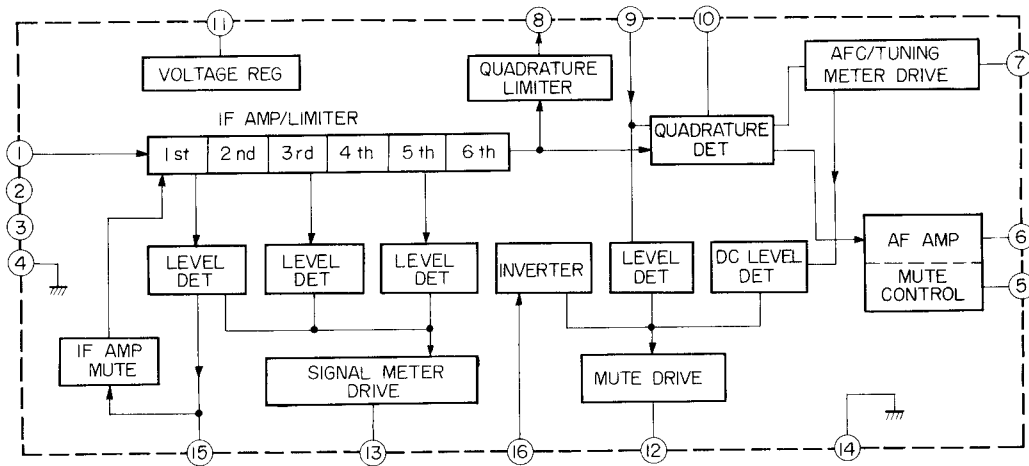 11
8
9
10
VOLTAGE REG
QUADRATURE
LIMITER
AFC/TUNING
METER DRIVE
7
IF AMP/LIMITER
1
1st 2nd 3rd 4th 5th 6th
QUADRATURE
DET
2
3
4
LEVEL
DET
LEVEL
DET
LEVEL
DET
INVERTER
LEVEL
DET
DC LEVEL
DET
AF AMP
MUTE
CONTROL
6
5
IF AMP
MUTE
SIGNAL METER
DRIVE
MUTE DRIVE
15
13
16
12
14